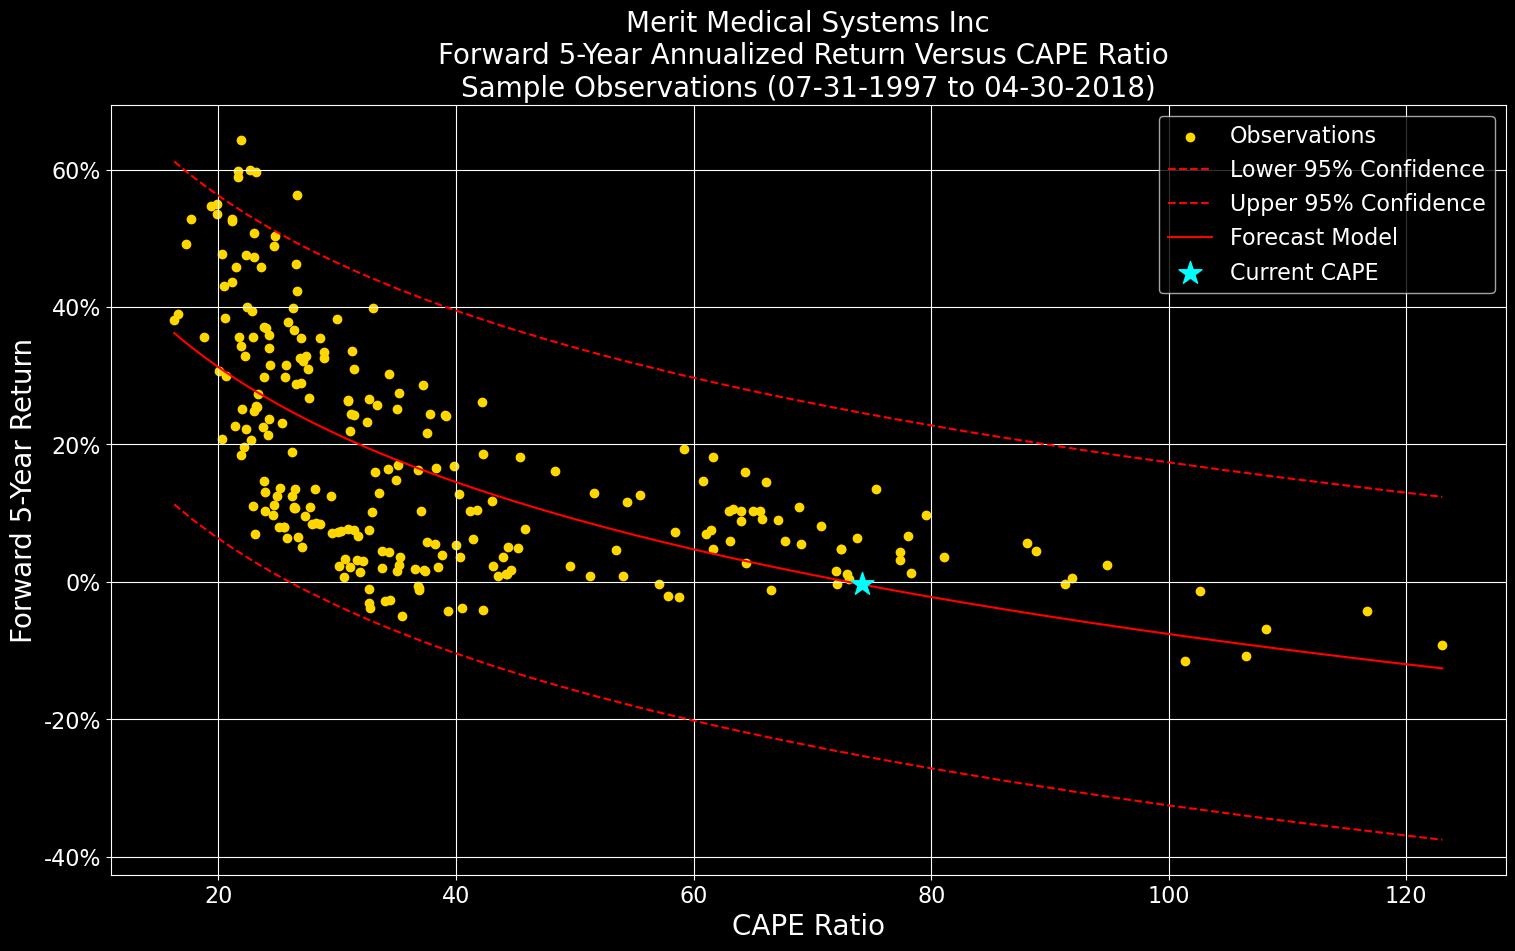 Merit Medical Systems Inc
Forward 5-Year Annualized Return Versus CAPE Ratio
Sample Observations (07-31-1997 to 04-30-2018)
Observations
Lower 95% Confidence
Upper 95% Confidence
Forecast Model
Current CAPE
Forward 5-Year Return
60%
40%
20%
0%
-20%
-40%
20 40 60 80 100 120
CAPE Ratio